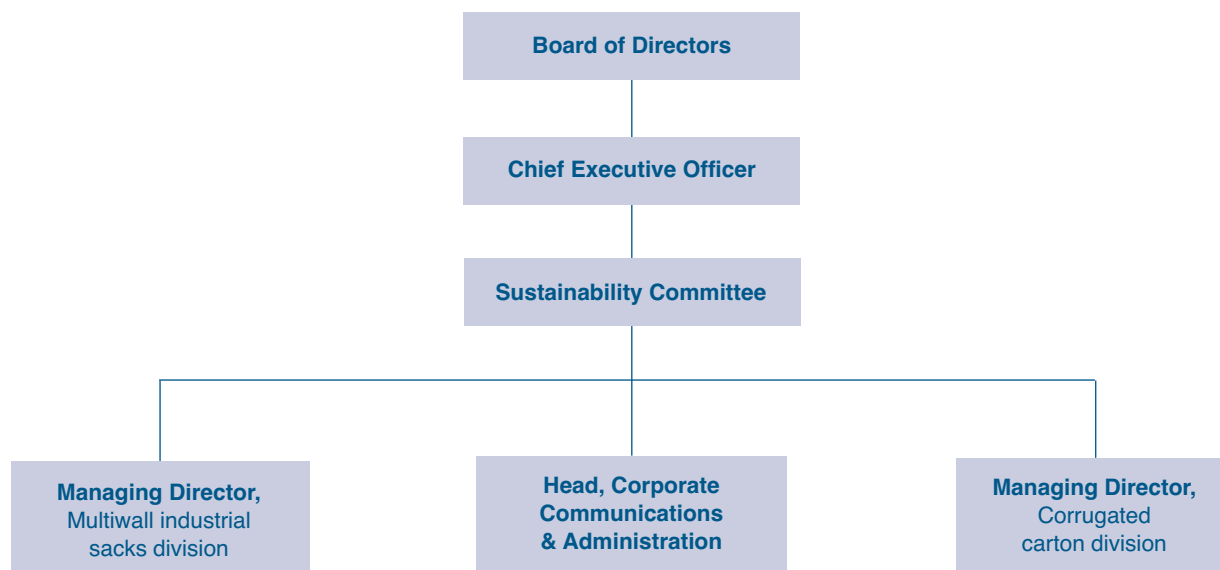 Board of Directors
Chief Executive Officer
Sustainability Committee
Managing Director,
Multiwall industrial
sacks division
Head, Corporate
Communications
& Administration
Managing Director,
Corrugated
carton division